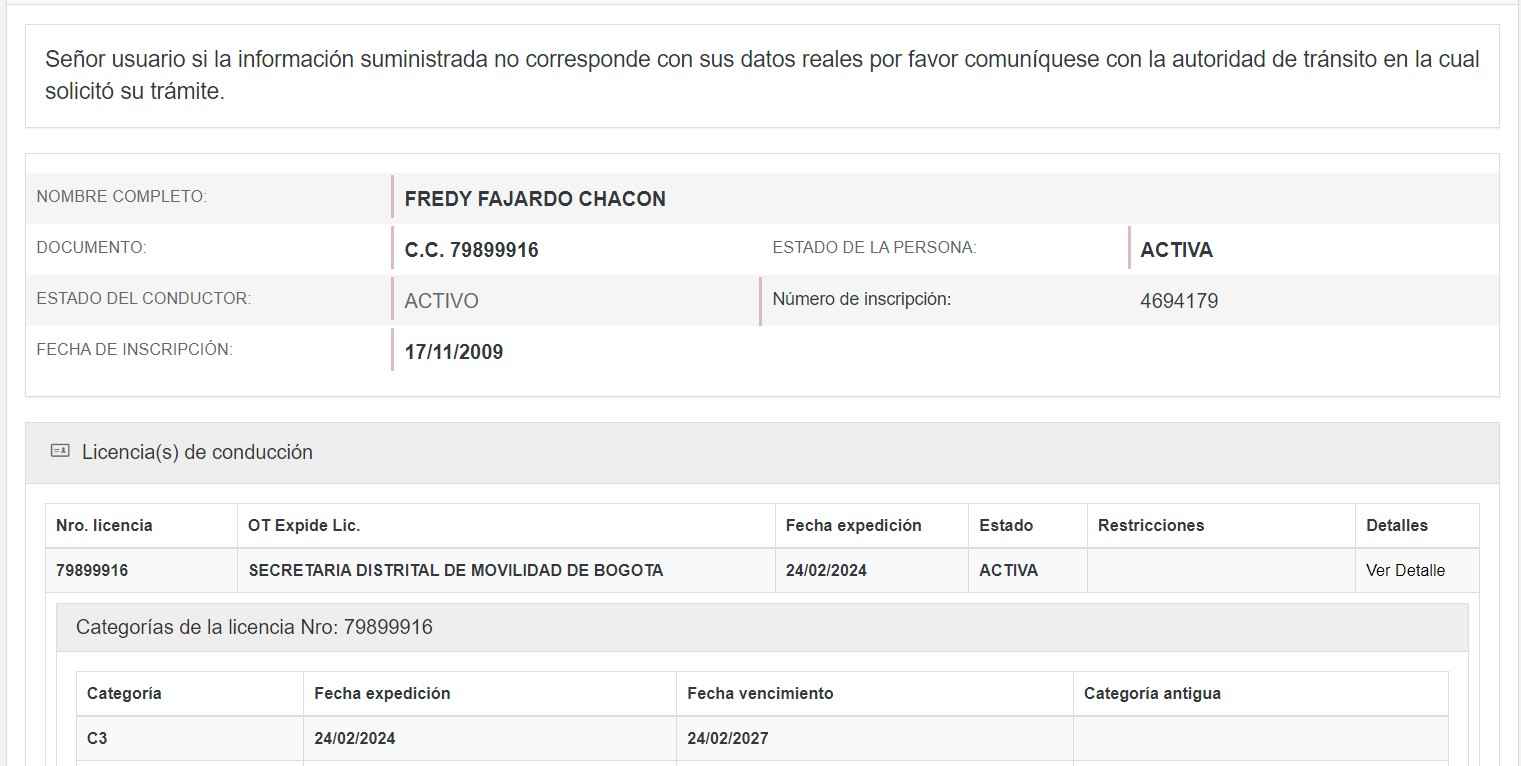 Señor usuario si la información suministrada no corresponde con sus datos reales por favor comuníquese con la autoridad de tránsito en la cual
solicitó su trámite.
NOMBRE COMPLETO: FREDY FAJARDO CHACON
DOCUMENTO: C.C. 79899916 ESTADO DE LA PERSONA: ACTIVA
ESTADO DEL CONDUCTOR: ACTIVO Número de inscripción: 4694179
FECHA DE INSCRIPCIÓN: 17/11/2009
Licencia(s) de conducción
Nro. licencia OT Expide Lic. Fecha expedición Estado Restricciones Detalles
79899916 SECRETARIA DISTRITAL DE MOVILIDAD DE BOGOTA 24/02/2024 ACTIVA Ver Detalle
Categorías de la licencia Nro: 79899916
Categoría Fecha expedición Fecha vencimiento Categoría antigua
C3 24/02/2024 24/02/2027